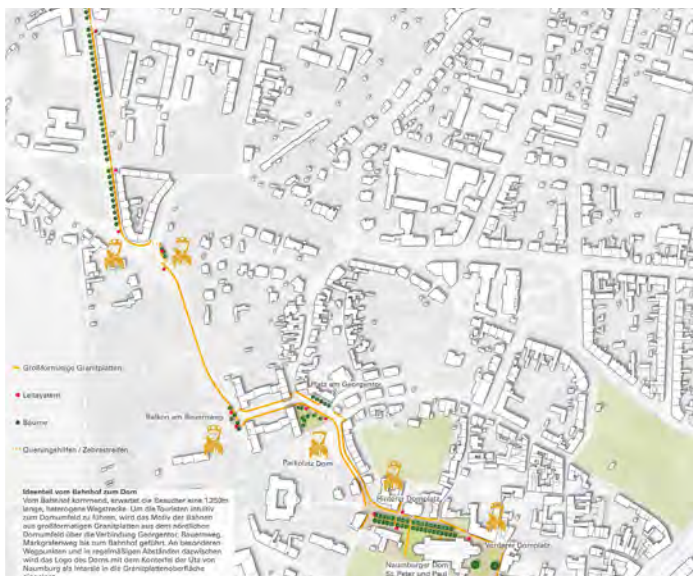 Großformatige Granitplatten
Leitsystem
Bäume
Querungshilfen / Zebrastreifen
Platz am Georgentor
Balkon am Bauernweg
Parkplatz Dom
Hinterer Domplatz
Vorderer Domplatz
Naumburger Dom
St. Peter und Paul
Ideenteil vom Bahnhof zum Dom
Vom Bahnhof kommend, erwartet die Besucher eine 1.350m
lange, heterogene Wegstrecke. Um die Touristen intuitiv
zum Domumfeld zu führen, wird das Motiv der Bahnen
aus großformatigen Granitplatten aus dem nördlichen
Domumfeld über die Verbindung Georgentor, Bauernweg,
Markgrafenweg bis zum Bahnhof geführt. An besonderen
Wegpunkten und in regelmäßigen Abständen dazwischen
wird das Logo des Doms mit dem Konterfei der Uta von
Naumburg als Intarsie in die Granitplattenoberfläche